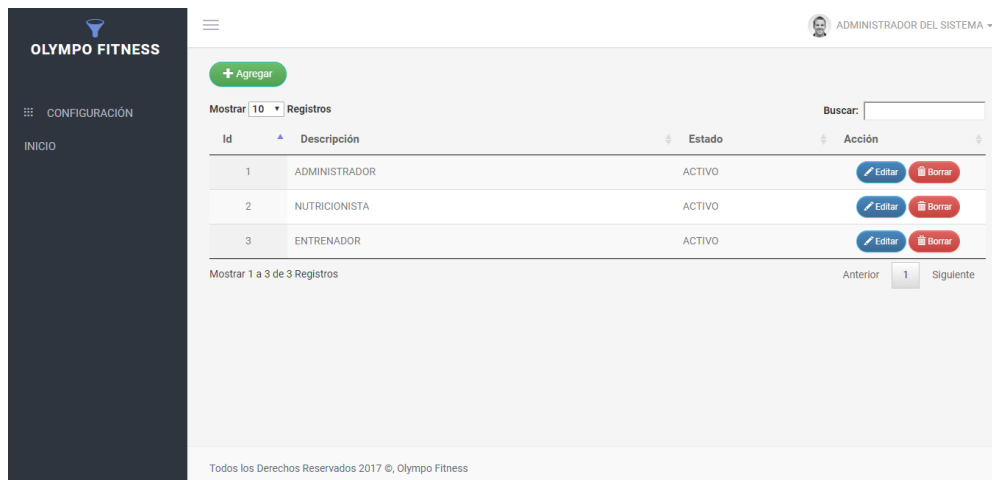 OLYMPO FITNESS
CONFIGURACIÓN
INICIO
ADMINISTRADOR DEL SISTEMA
Agregar
Mostrar 10 Registros
Buscar:
Id Descripción Estado Acción
1 ADMINISTRADOR ACTIVO Editar Borrar
2 NUTRICIONISTA ACTIVO Editar Borrar
3 ENTRENADOR ACTIVO Editar Borrar
Mostrar 1 a 3 de 3 Registros
Anterior 1 Siguiente
Todos los Derechos Reservados 2017 ©, Olympo Fitness